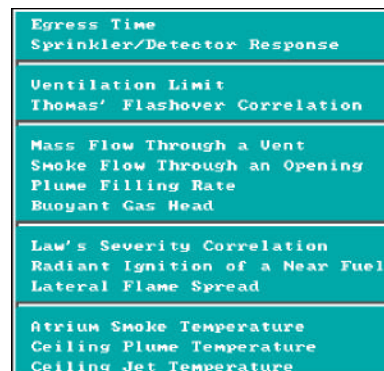 Egress Time
Sprinkler/Detector Response
Ventilation Limit
Thomas' Flashover Correlation
Mass Flow Through a Vent
Smoke Flow Through an Opening
Plume Filling Rate
Buoyant Gas Head
Law's Severity Correlation
Radiant Ignition of a Near Fuel
Lateral Flame Spread
Atrium Smoke Temperature
Ceiling Plume Temperature
Ceiling Jet Temperature